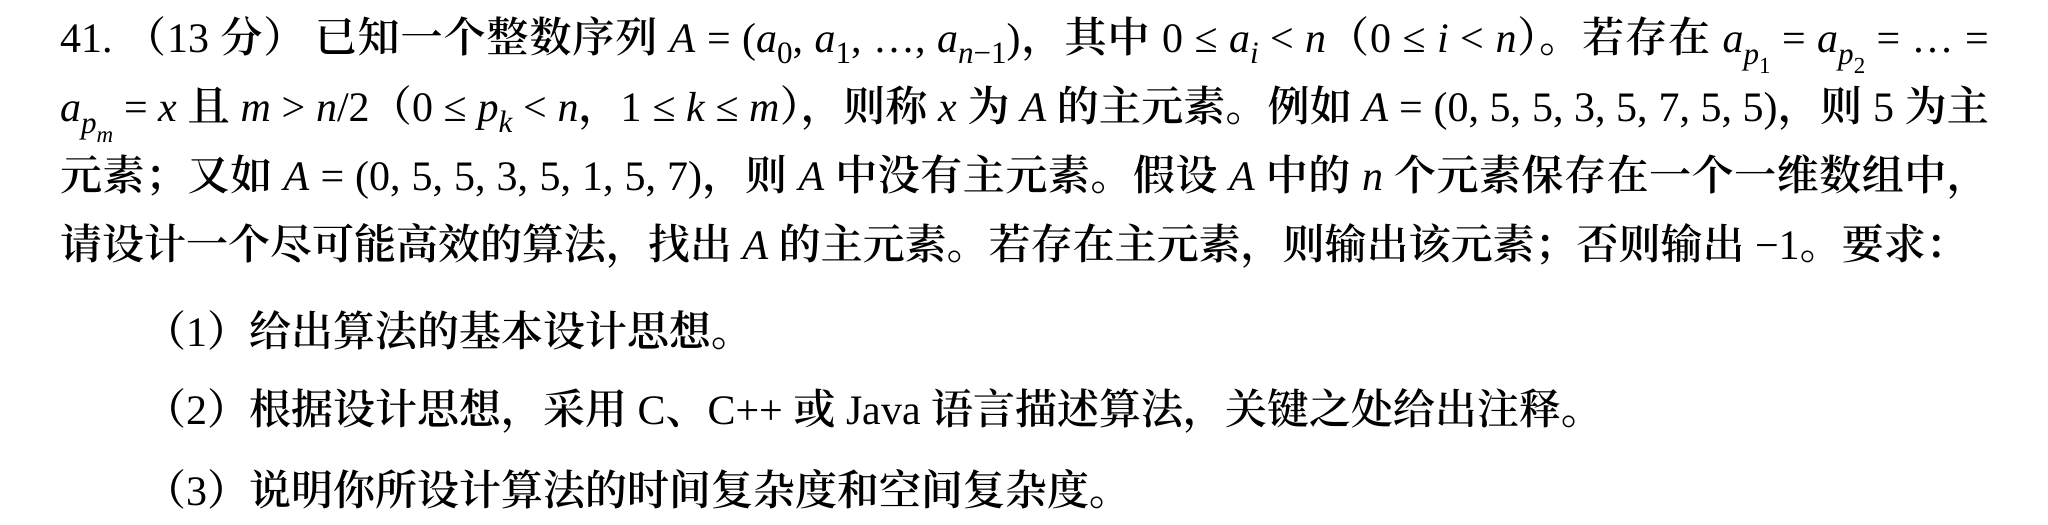 41. （13 分） 已知一个整数序列 A = (a₀, a₁, …, aₙ₋₁)，其中 0 ≤ aᵢ < n（0 ≤ i < n）。若存在 a_{p₁} = a_{p₂} = … =
a_{pₘ} = x 且 m > n/2（0 ≤ pₖ < n，1 ≤ k ≤ m），则称 x 为 A 的主元素。例如 A = (0, 5, 5, 3, 5, 7, 5, 5)，则 5 为主
元素；又如 A = (0, 5, 5, 3, 5, 1, 5, 7)，则 A 中没有主元素。假设 A 中的 n 个元素保存在一个一维数组中，
请设计一个尽可能高效的算法，找出 A 的主元素。若存在主元素，则输出该元素；否则输出 −1。要求：
（1）给出算法的基本设计思想。
（2）根据设计思想，采用 C、C++ 或 Java 语言描述算法，关键之处给出注释。
（3）说明你所设计算法的时间复杂度和空间复杂度。